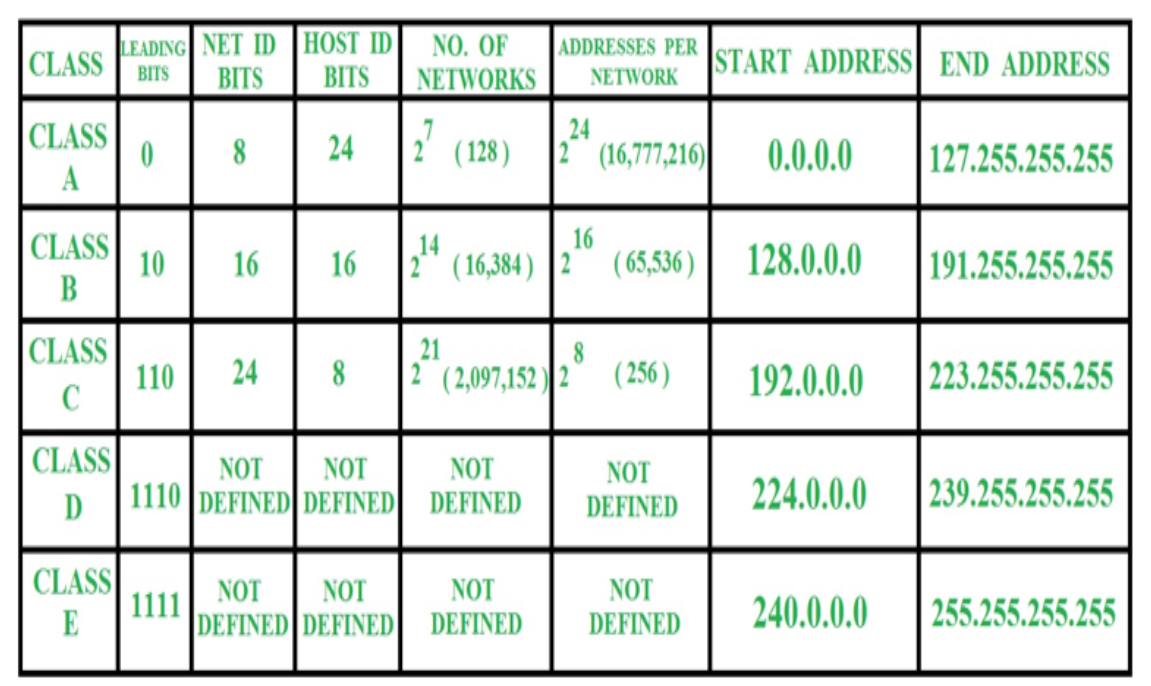 CLASS LEADING BITS NET ID BITS HOST ID BITS NO. OF NETWORKS ADDRESSES PER NETWORK START ADDRESS END ADDRESS
CLASS A 0 8 24 2^7 (128) 2^24 (16,777,216) 0.0.0.0 127.255.255.255
CLASS B 10 16 16 2^14 (16,384) 2^16 (65,536) 128.0.0.0 191.255.255.255
CLASS C 110 24 8 2^21 (2,097,152) 2^8 (256) 192.0.0.0 223.255.255.255
CLASS D 1110 NOT DEFINED NOT DEFINED NOT DEFINED NOT DEFINED 224.0.0.0 239.255.255.255
CLASS E 1111 NOT DEFINED NOT DEFINED NOT DEFINED NOT DEFINED 240.0.0.0 255.255.255.255